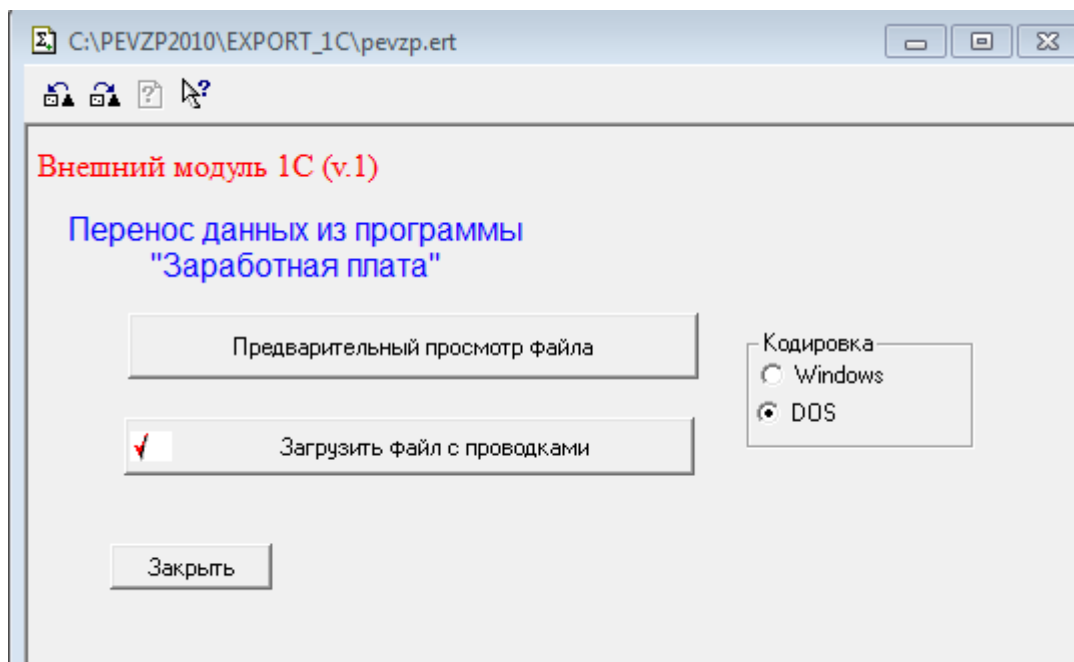 C:\PEVZP2010\EXPORT_1C\pevzp.ert
Внешний модуль 1С (v.1)
Перенос данных из программы
"Заработная плата"
Предварительный просмотр файла
Кодировка
Windows
DOS
Загрузить файл с проводками
Закрыть